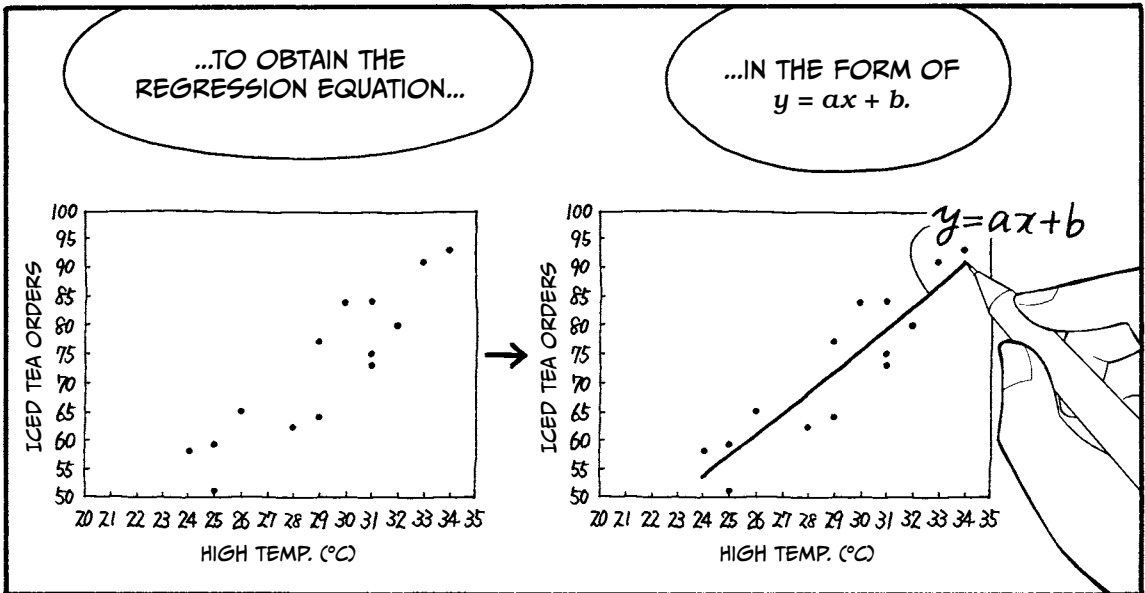 ...TO OBTAIN THE
REGRESSION EQUATION...
...IN THE FORM OF
y = ax + b.
100
95
90
85
80
75
70
65
60
55
50
ICED TEA ORDERS
20 21 22 23 24 25 26 27 28 29 30 31 32 33 34 35
HIGH TEMP. (°C)
y=ax+b
100
95
90
85
80
75
70
65
60
55
50
ICED TEA ORDERS
20 21 22 23 24 25 26 27 28 29 30 31 32 33 34 35
HIGH TEMP. (°C)